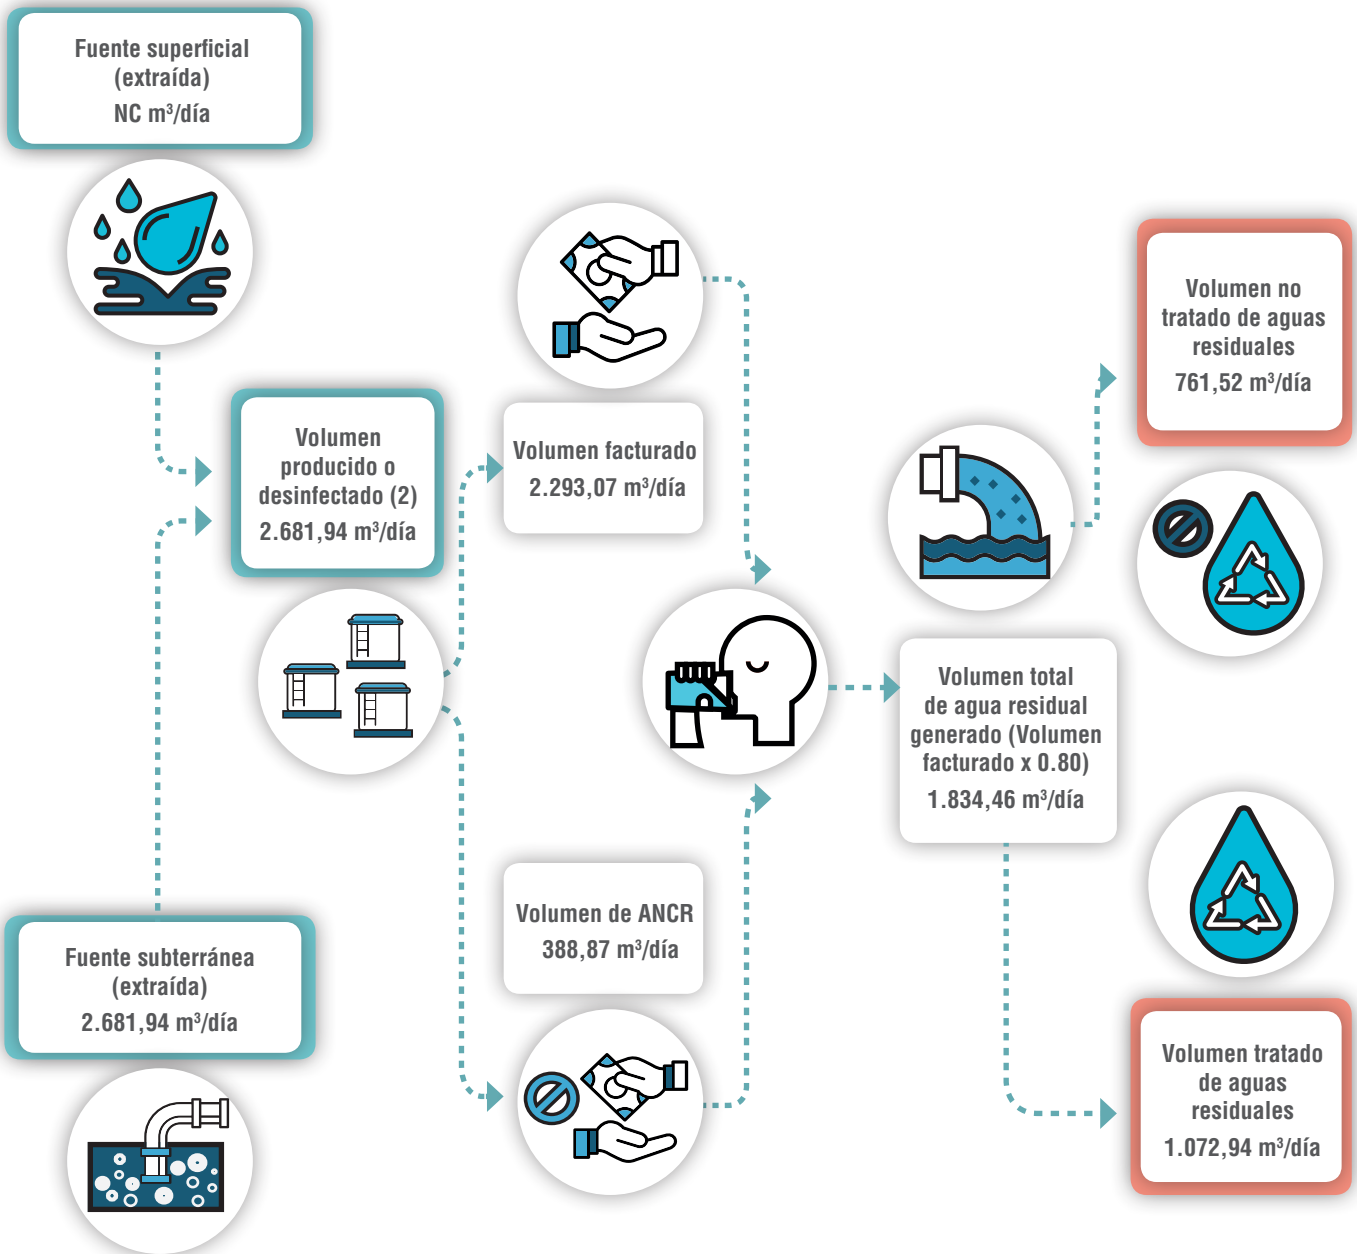 Fuente superficial
(extraída)
NC m³/día
Volumen
producido o
desinfectado (2)
2.681,94 m³/día
Fuente subterránea
(extraída)
2.681,94 m³/día
Volumen facturado
2.293,07 m³/día
Volumen de ANCR
388,87 m³/día
Volumen total
de agua residual
generado (Volumen
facturado x 0.80)
1.834,46 m³/día
Volumen no
tratado de aguas
residuales
761,52 m³/día
Volumen tratado
de aguas
residuales
1.072,94 m³/día